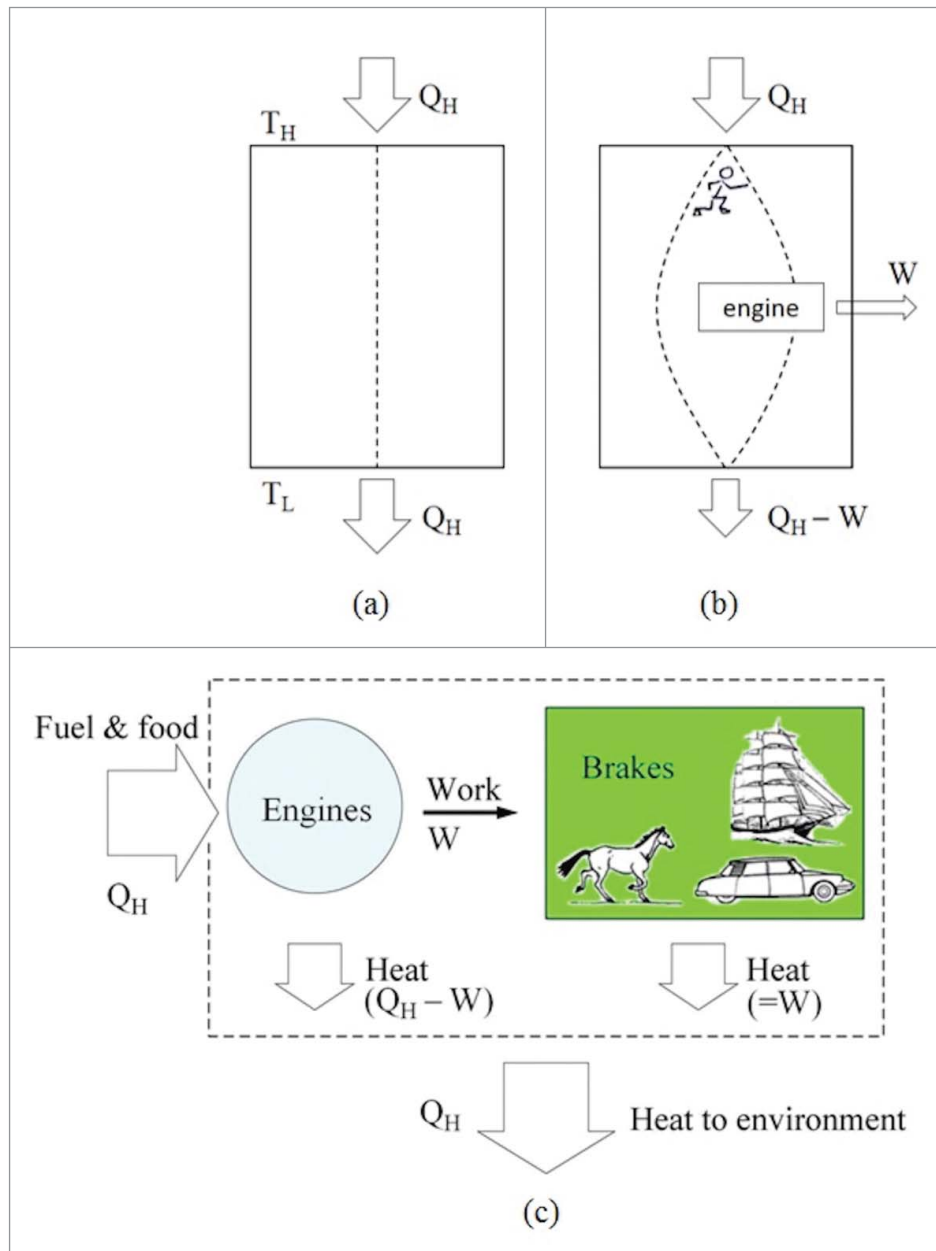 Q_H
T_H
T_L
Q_H
(a)
Q_H
W
engine
Q_H – W
(b)
Fuel & food
Q_H
Engines
Work
W
Brakes
Heat
(Q_H – W)
Heat
(=W)
Q_H
Heat to environment
(c)